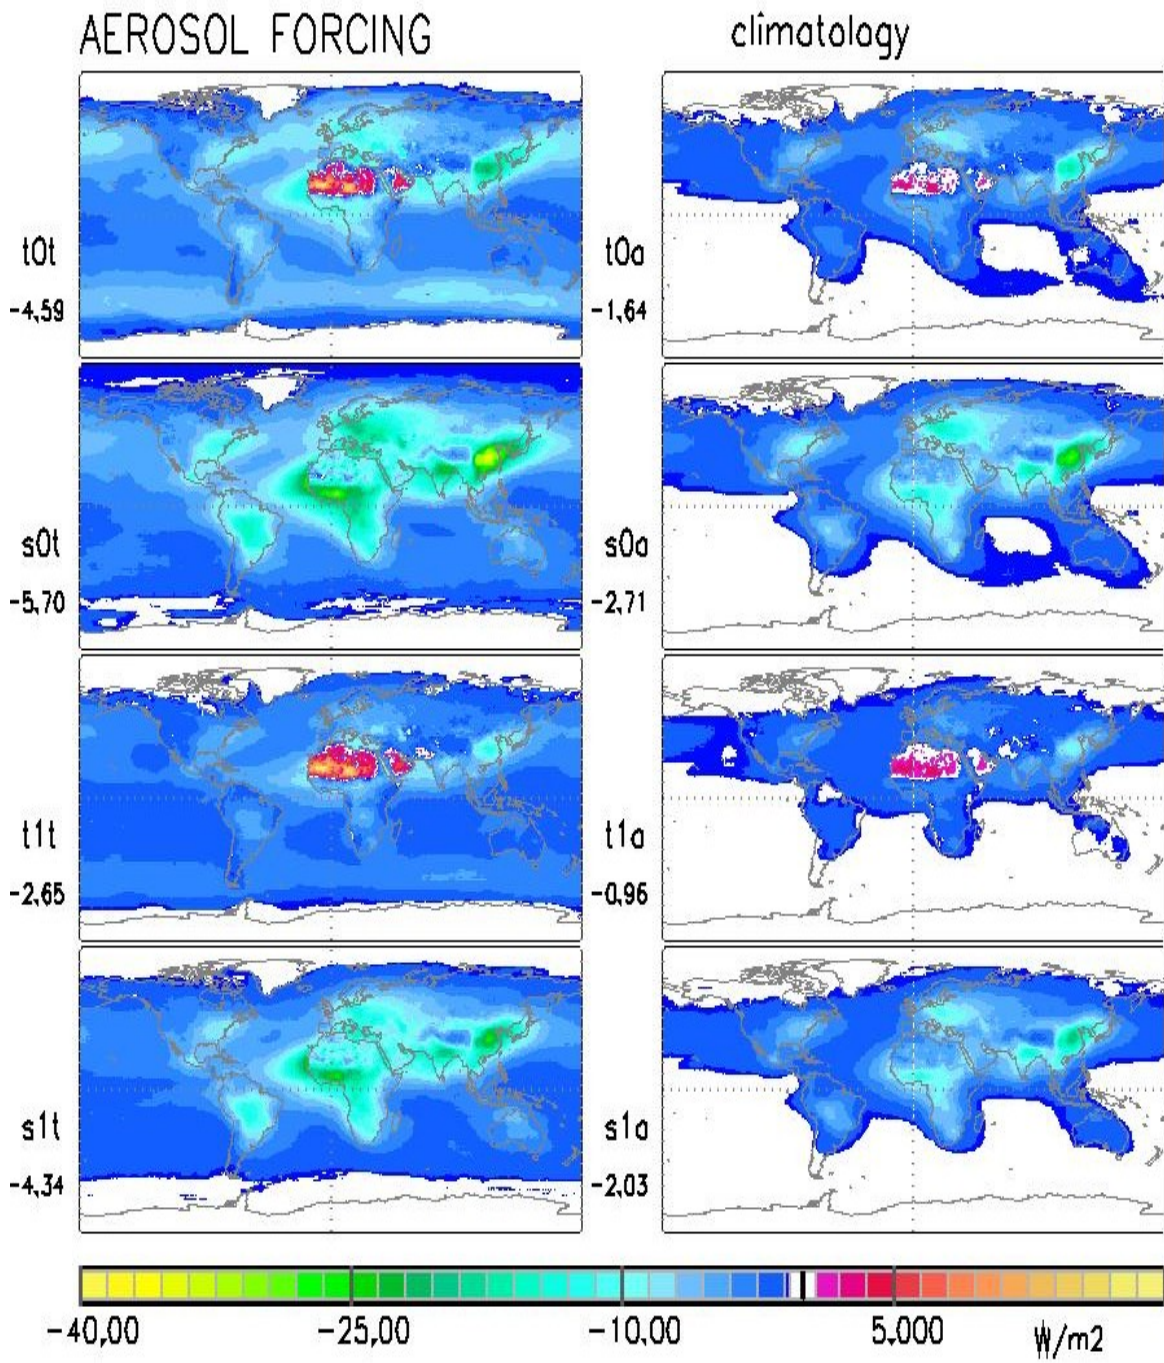 AEROSOL FORCING climatology
t0t t0a
-4.59 -1.64
s0t s0a
-5.70 -2.71
t1t t1a
-2.65 -0.96
s1t s1a
-4.34 -2.03
-40.00 -25.00 -10.00 5.000 W/m2